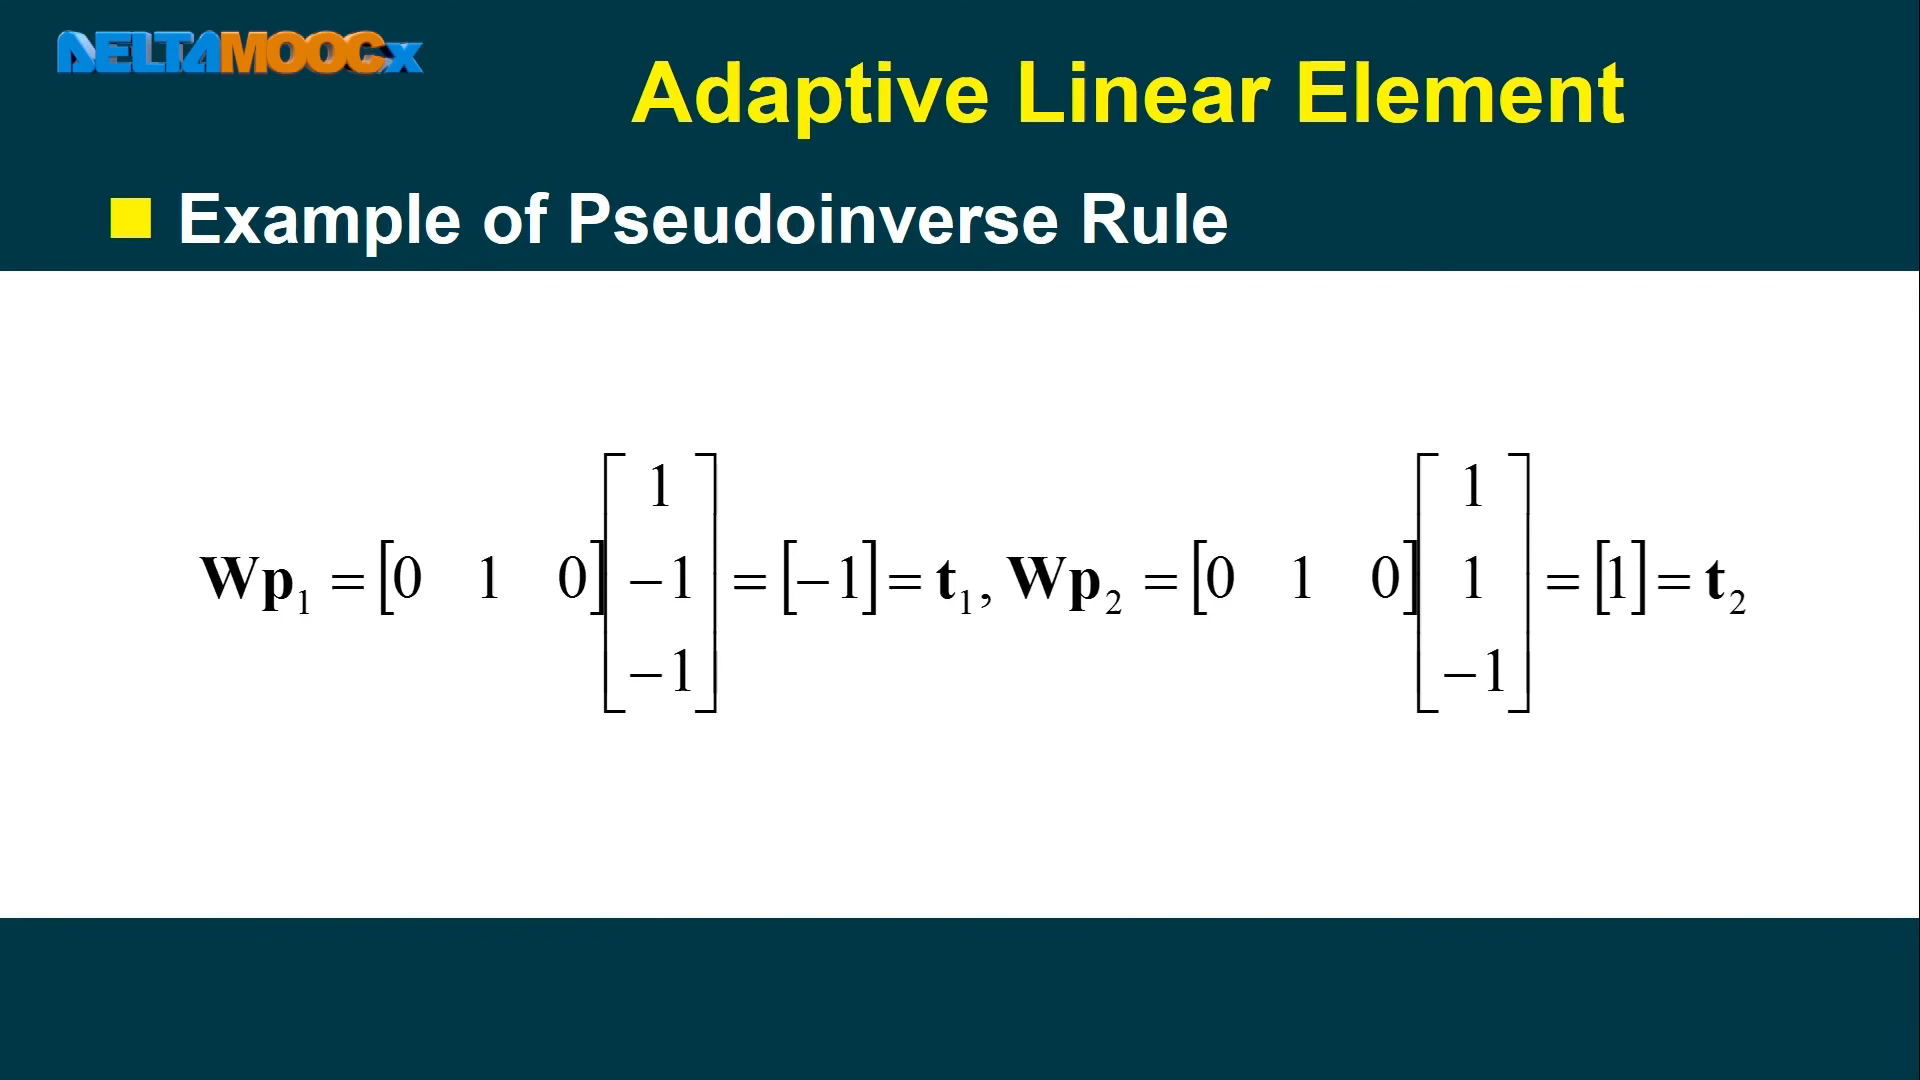 DELTAMOOCx
Adaptive Linear Element
Example of Pseudoinverse Rule
Wp₁ = [0 1 0] [1 −1 −1] = [−1] = t₁, Wp₂ = [0 1 0] [1 1 −1] = [1] = t₂